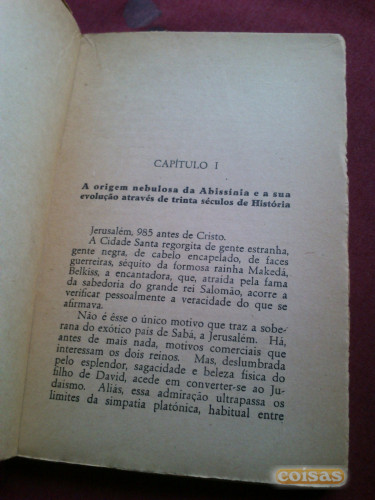 CAPÍTULO I
A origem nebulosa da Abissínia e a sua
evolução através de trinta séculos de História
Jerusalém, 985 antes de Cristo.
A Cidade Santa regorgita de gente estranha,
gente negra, de cabelo encapelado, de faces
guerreiras, séquito da formosa rainha Makedá,
Belkiss, a encantadora, que, atraída pela fama
da sabedoria do grande rei Salomão, acorre a
verificar pessoalmente a veracidade do que se
afirmava.
Não é êsse o único motivo que traz a sobe-
rana do exótico país de Sabá, a Jerusalém. Há,
antes de mais nada, motivos comerciais que
interessam os dois reinos. Mas, deslumbrada
pelo esplendor, sagacidade e beleza física do
filho de David, acede em converter-se ao Ju-
daísmo. Aliás, essa admiração ultrapassa os
limites da simpatia platónica, habitual entre
coisas